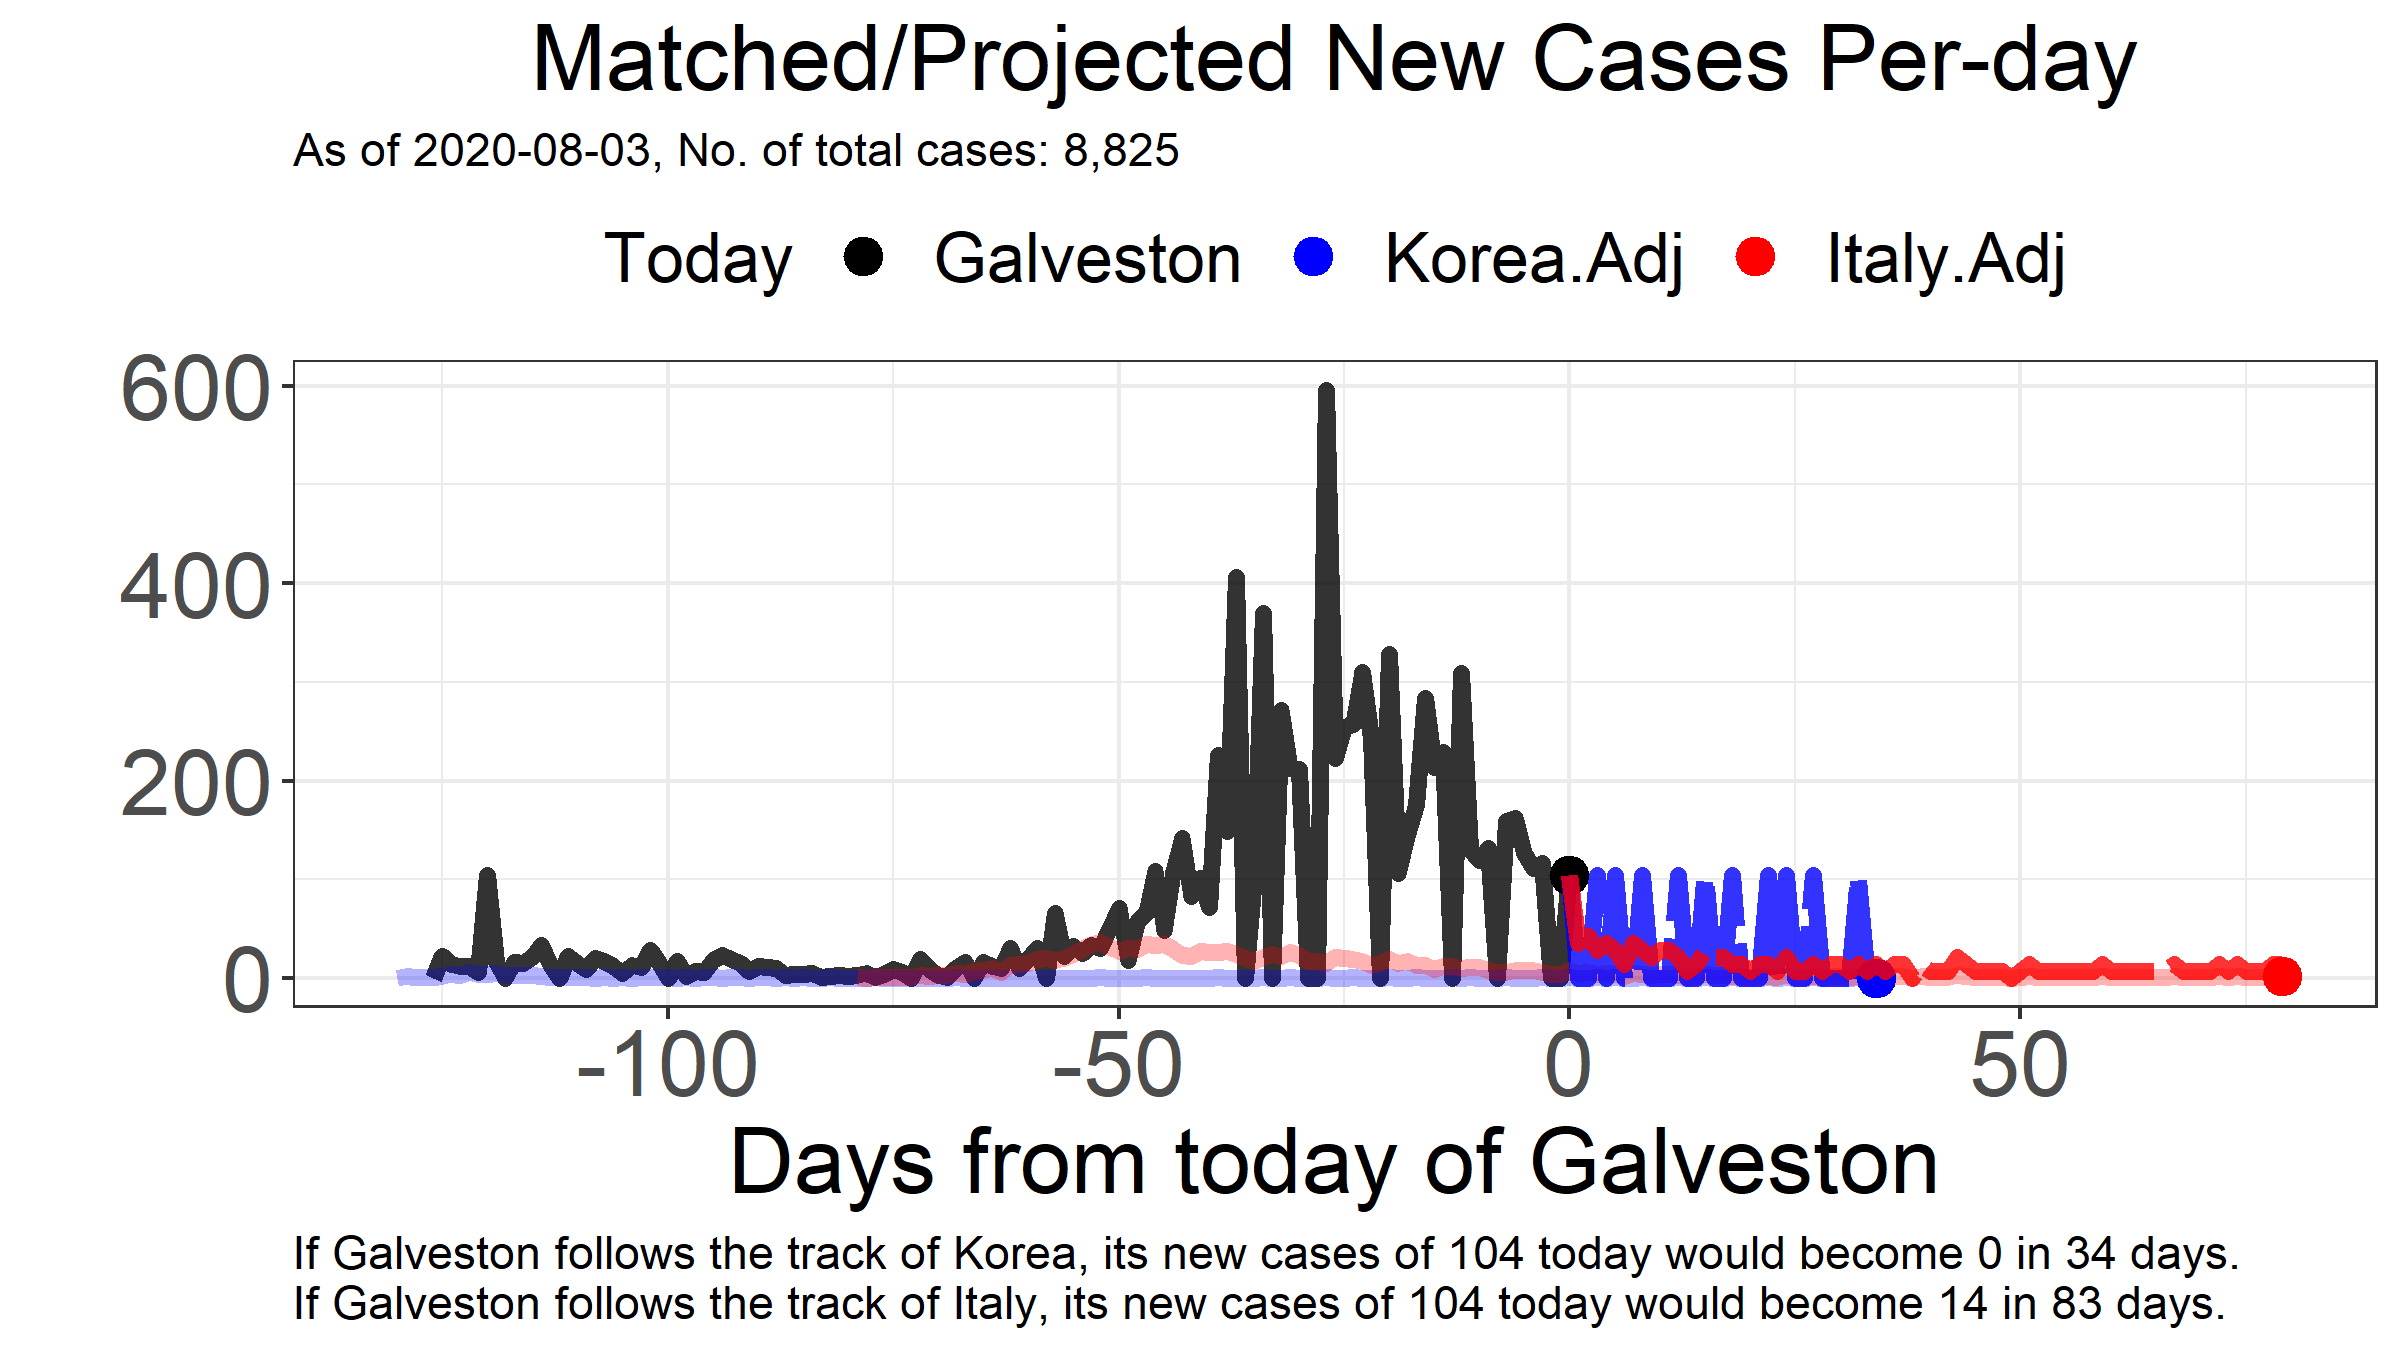 Matched/Projected New Cases Per-day
As of 2020-08-03, No. of total cases: 8,825
Today Galveston Korea.Adj Italy.Adj
600
400
200
0
-100 -50 0 50
Days from today of Galveston
If Galveston follows the track of Korea, its new cases of 104 today would become 0 in 34 days.
If Galveston follows the track of Italy, its new cases of 104 today would become 14 in 83 days.